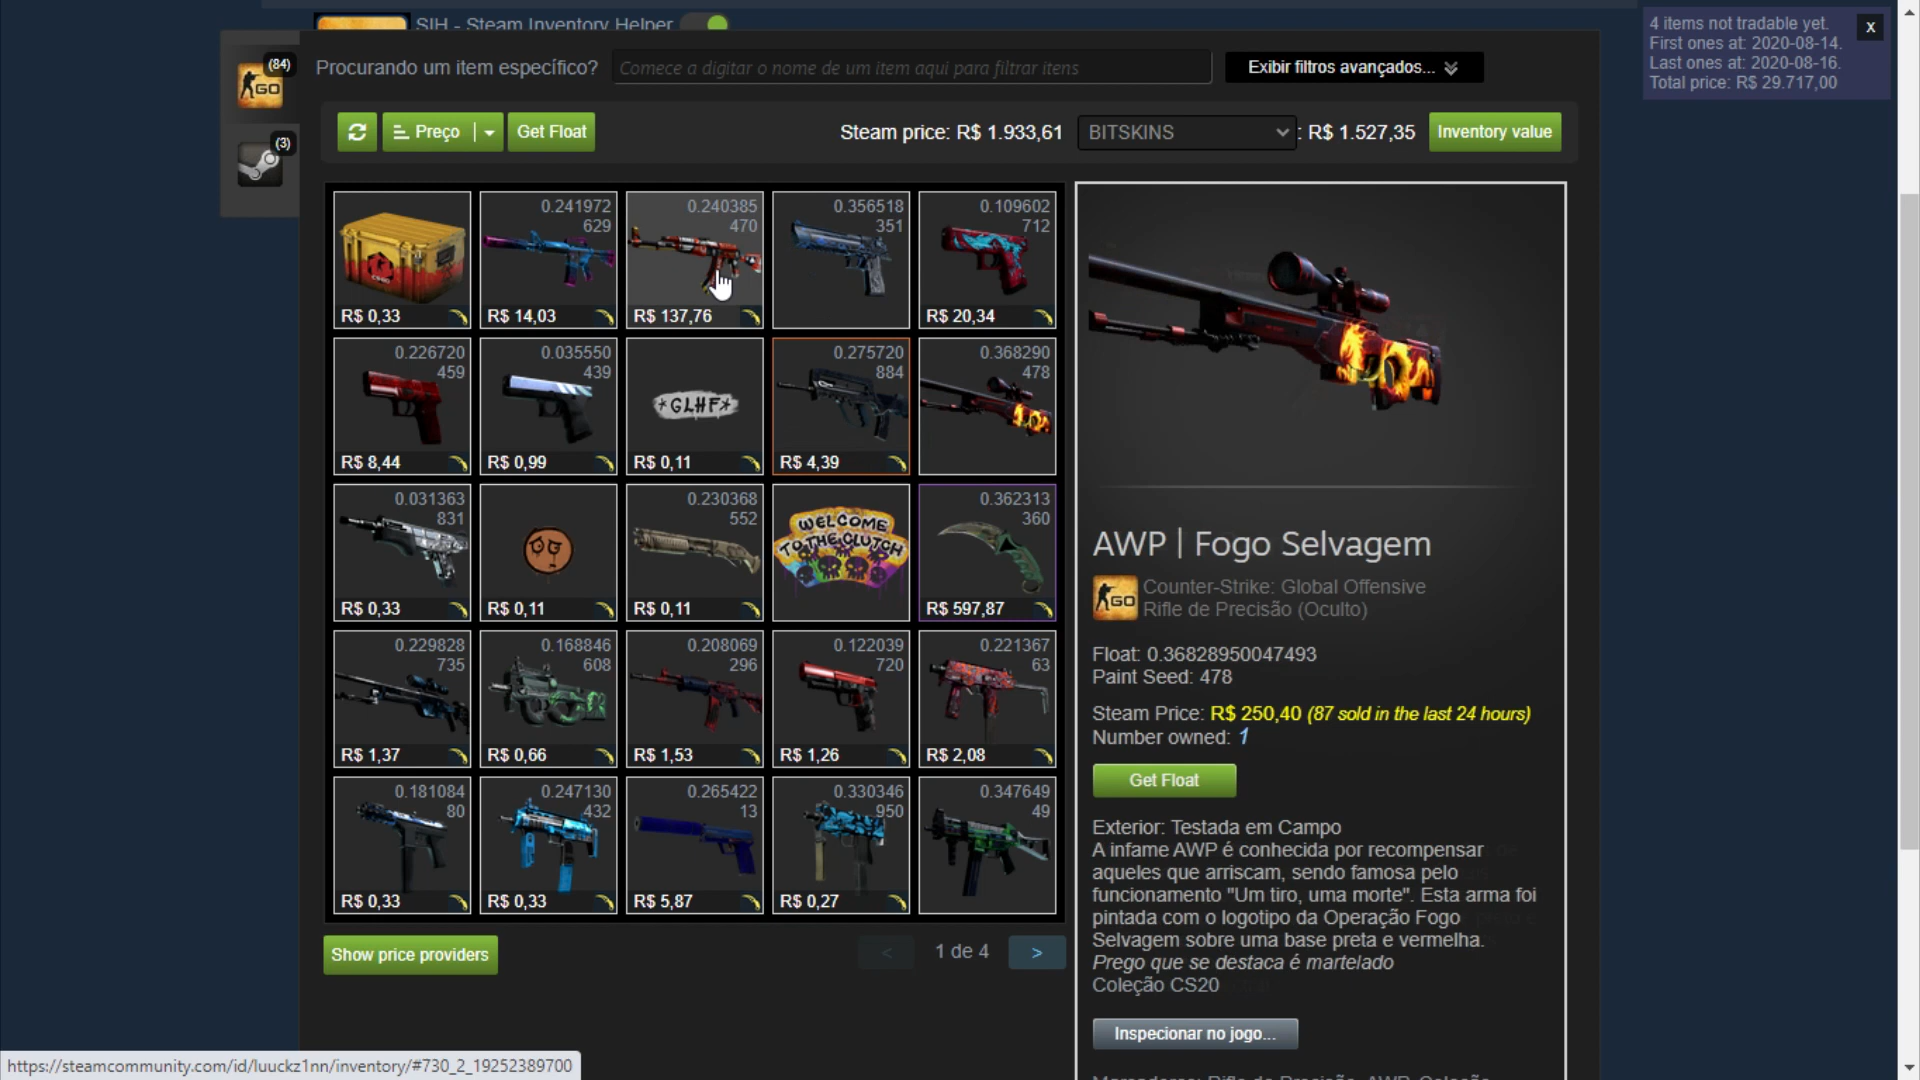 SIH - Steam Inventory Helper
4 items not tradable yet.
First ones at: 2020-08-14.
Last ones at: 2020-08-16.
Total price: R$ 29.717,00
x
(84)
GO
(3)
Procurando um item específico?
Comece a digitar o nome de um item aqui para filtrar itens
Exibir filtros avançados...
Preço
Get Float
Steam price: R$ 1.933,61
BITSKINS
: R$ 1.527,35
Inventory value
R$ 0,33
0.241972
629
R$ 14,03
0.240385
470
R$ 137,76
0.356518
351
0.109602
712
R$ 20,34
0.226720
459
R$ 8,44
0.035550
439
R$ 0,99
*GLHF*
R$ 0,11
0.275720
884
R$ 4,39
0.368290
478
0.031363
831
R$ 0,33
R$ 0,11
0.230368
552
R$ 0,11
WELCOME
TO THE CLUTCH
0.362313
360
R$ 597,87
0.229828
735
R$ 1,37
0.168846
608
R$ 0,66
0.208069
296
R$ 1,53
0.122039
720
R$ 1,26
0.221367
63
R$ 2,08
0.181084
80
R$ 0,33
0.247130
432
R$ 0,33
0.265422
13
R$ 5,87
0.330346
950
R$ 0,27
0.347649
49
Show price providers
<
1 de 4
>
AWP | Fogo Selvagem
GO
Counter-Strike: Global Offensive
Rifle de Precisão (Oculto)
Float: 0.36828950047493
Paint Seed: 478
Steam Price: R$ 250,40 (87 sold in the last 24 hours)
Number owned: 1
Get Float
Exterior: Testada em Campo
A infame AWP é conhecida por recompensar
aqueles que arriscam, sendo famosa pelo
funcionamento "Um tiro, uma morte". Esta arma foi
pintada com o logotipo da Operação Fogo
Selvagem sobre uma base preta e vermelha.
Prego que se destaca é martelado
Coleção CS20
Inspecionar no jogo...
https://steamcommunity.com/id/luuckz1nn/inventory/#730_2_19252389700